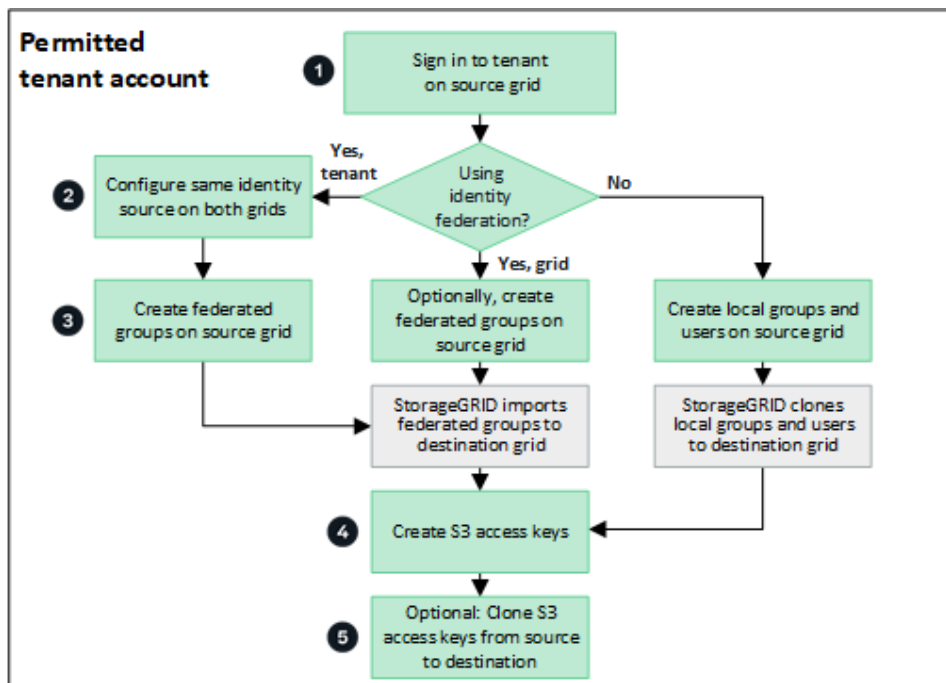 Permitted
tenant account
1
Sign in to tenant
on source grid
Using
identity
federation?
Yes,
tenant
No
Yes, grid
2
Configure same identity
source on both grids
3
Create federated
groups on source grid
Optionally, create
federated groups on
source grid
Create local groups and
users on source grid
StorageGRID imports
federated groups to
destination grid
StorageGRID clones
local groups and users
to destination grid
4
Create S3 access keys
5
Optional: Clone S3
access keys from source
to destination